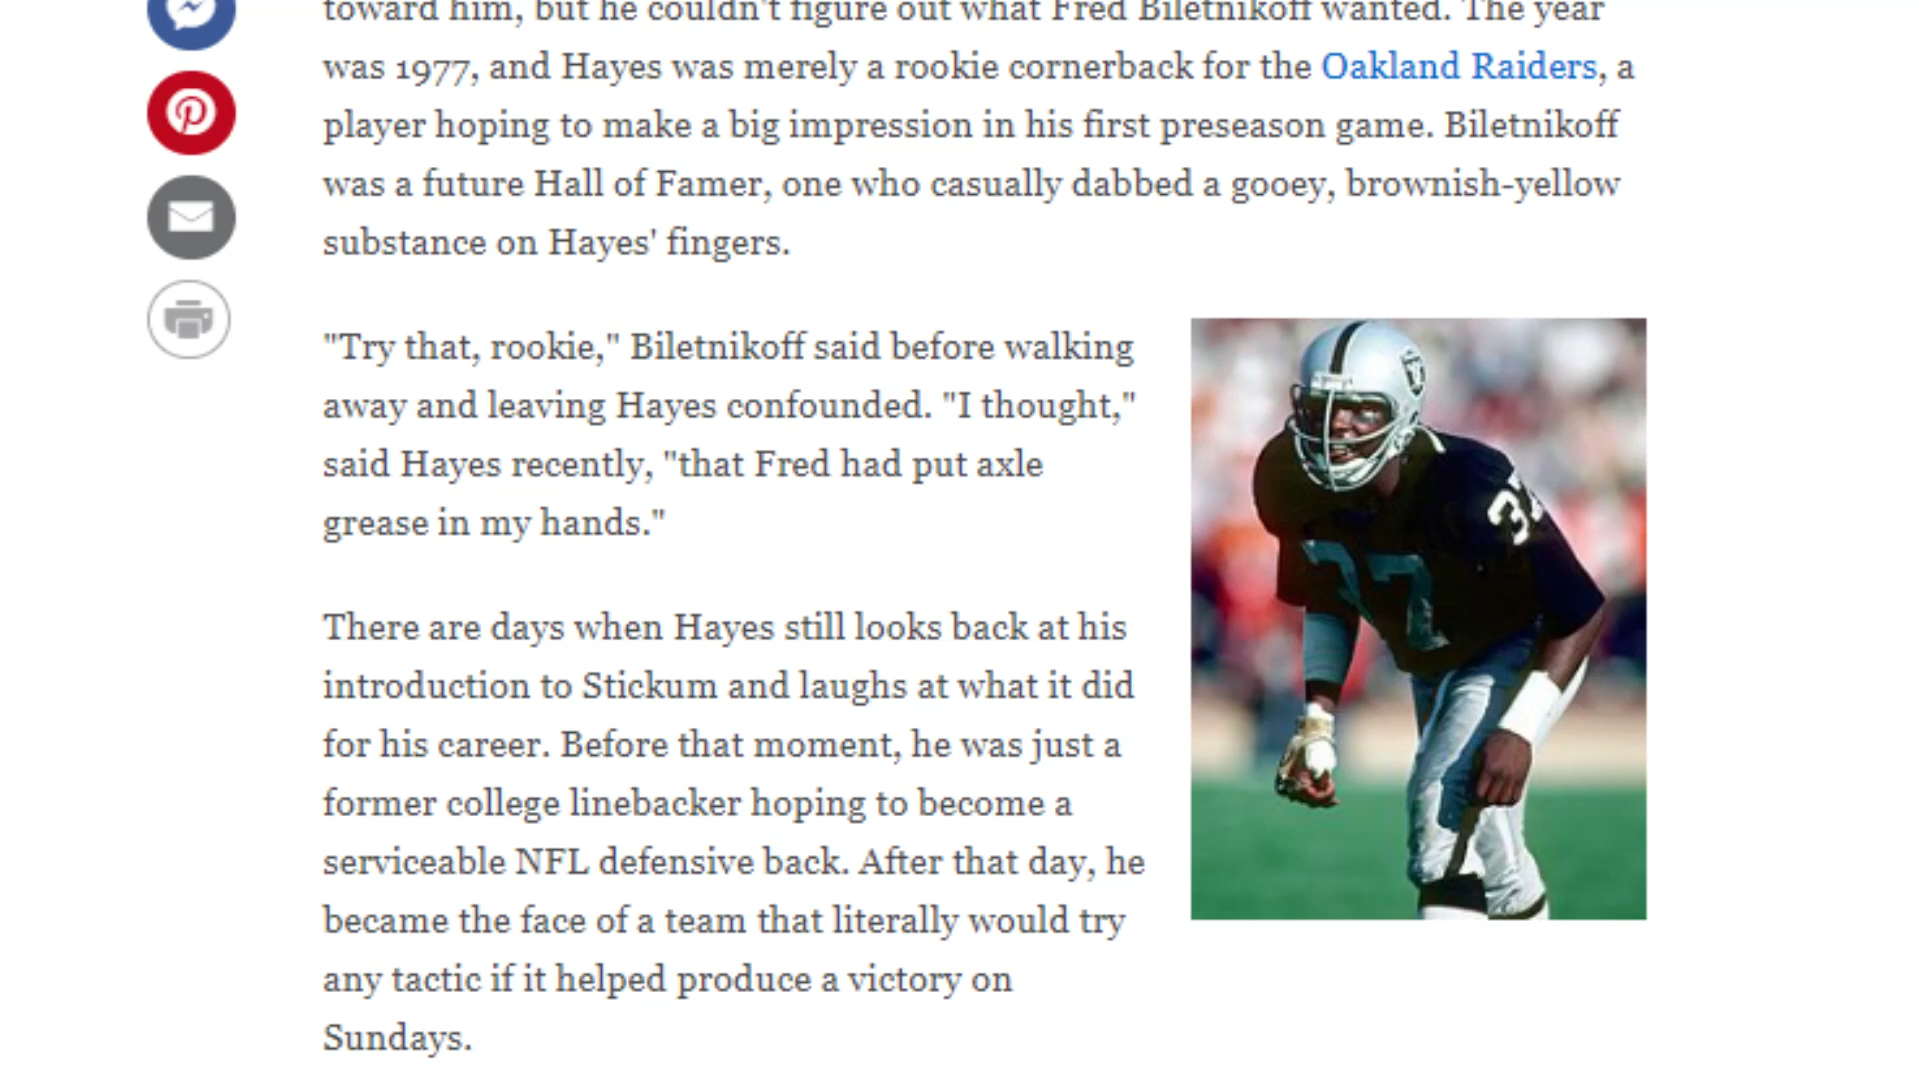 toward him, but he couldn't figure out what Fred Biletnikoff wanted. The year
was 1977, and Hayes was merely a rookie cornerback for the Oakland Raiders, a
player hoping to make a big impression in his first preseason game. Biletnikoff
was a future Hall of Famer, one who casually dabbed a gooey, brownish-yellow
substance on Hayes' fingers.
"Try that, rookie," Biletnikoff said before walking
away and leaving Hayes confounded. "I thought,"
said Hayes recently, "that Fred had put axle
grease in my hands."
There are days when Hayes still looks back at his
introduction to Stickum and laughs at what it did
for his career. Before that moment, he was just a
former college linebacker hoping to become a
serviceable NFL defensive back. After that day, he
became the face of a team that literally would try
any tactic if it helped produce a victory on
Sundays.
37
37